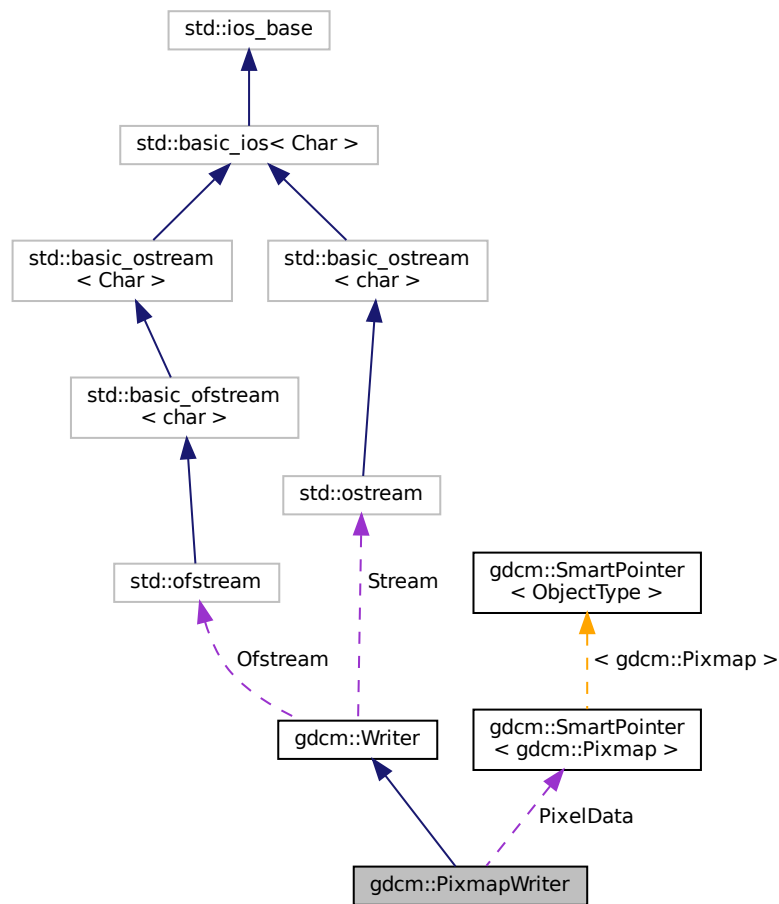 std::ios_base
std::basic_ios< Char >
std::basic_ostream
< Char >
std::basic_ostream
< char >
std::basic_ofstream
< char >
std::ostream
std::ofstream
Stream
gdcm::SmartPointer
< ObjectType >
Ofstream
< gdcm::Pixmap >
gdcm::Writer
gdcm::SmartPointer
< gdcm::Pixmap >
PixelData
gdcm::PixmapWriter